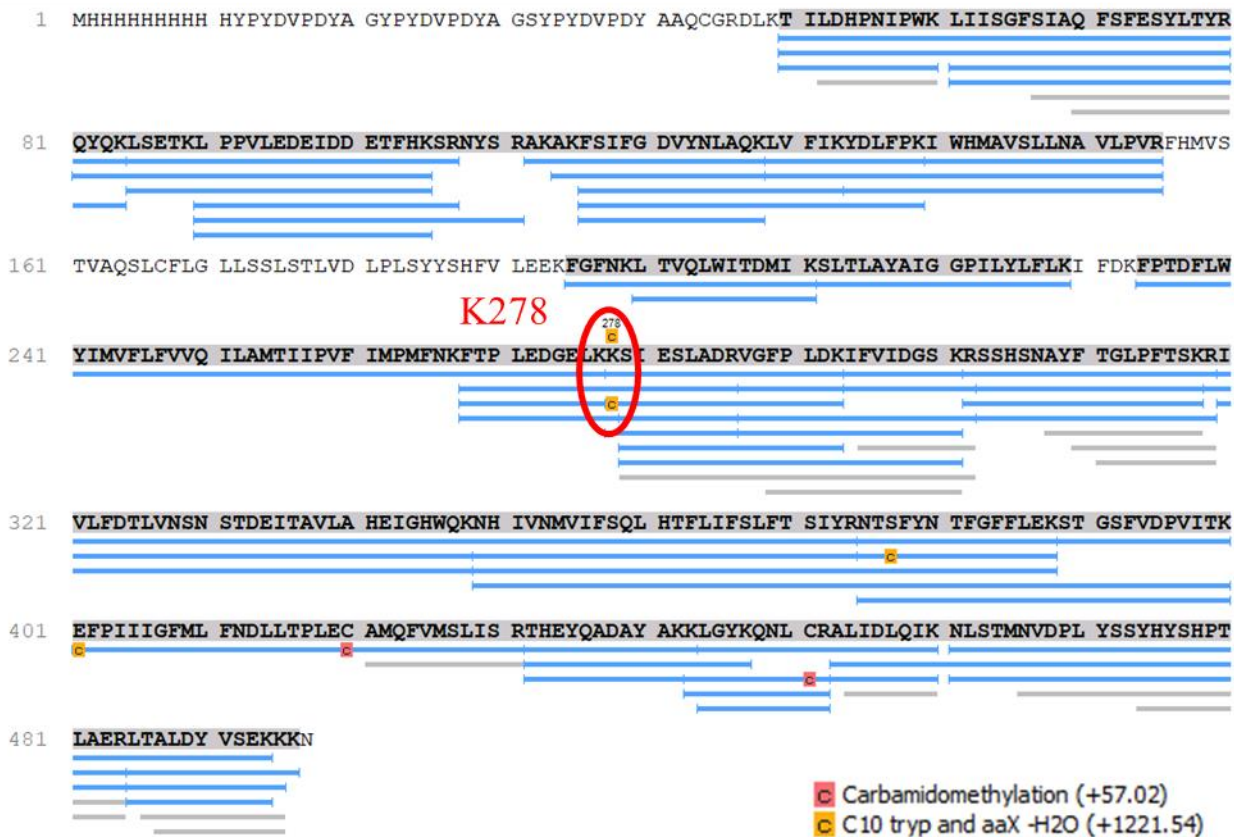 1 MHHHHHHHHH HYPYDVPDYA GYPYDVPDYA GSYPYDVPDY AAQCGRDLKT ILDHPNIPWK LIISGFSIAQ FSFESYLTYR
81 QYQKLSETKL PPVLEDEIDD ETFHKSRNYS RAKAKFSIFG DVYNLAQKLV FIKYDLFPKI WHMAVSLLNA VLPVRFHMVS
161 TVAQSLCFLG LLSSLSTLVD LPLSYYSHFV LEEKFGFNKL TVQLWITDMI KSLTLAYAIG GPILYLFLKI FDKFPTDFLW
K278
278
c
241 YIMVFLFVVQ ILAMTIIPVF IMPMFNKFTP LEDGELKKSI ESLADRVGFP LDKIFVIDGS KRSSHSNAYF TGLPFTSKRI
c
321 VLFDTLVNSN STDEITAVLA HEIGHWQKNH IVNMVIFSQL HTFLIFSLFT SIYRNTSFYN TFGFFLEKST GSFVDPVITK
c
401 EFPIIIGFML FNDLLTPLEC AMQFVMSLIS RTHEYQADAY AKKLGYKQNL CRALIDLQIK NLSTMNVDPL YSSYHYSHPT
c c
c
481 LAERLTALDY VSEKKKN
c Carbamidomethylation (+57.02)
c C10 tryp and aaX -H2O (+1221.54)